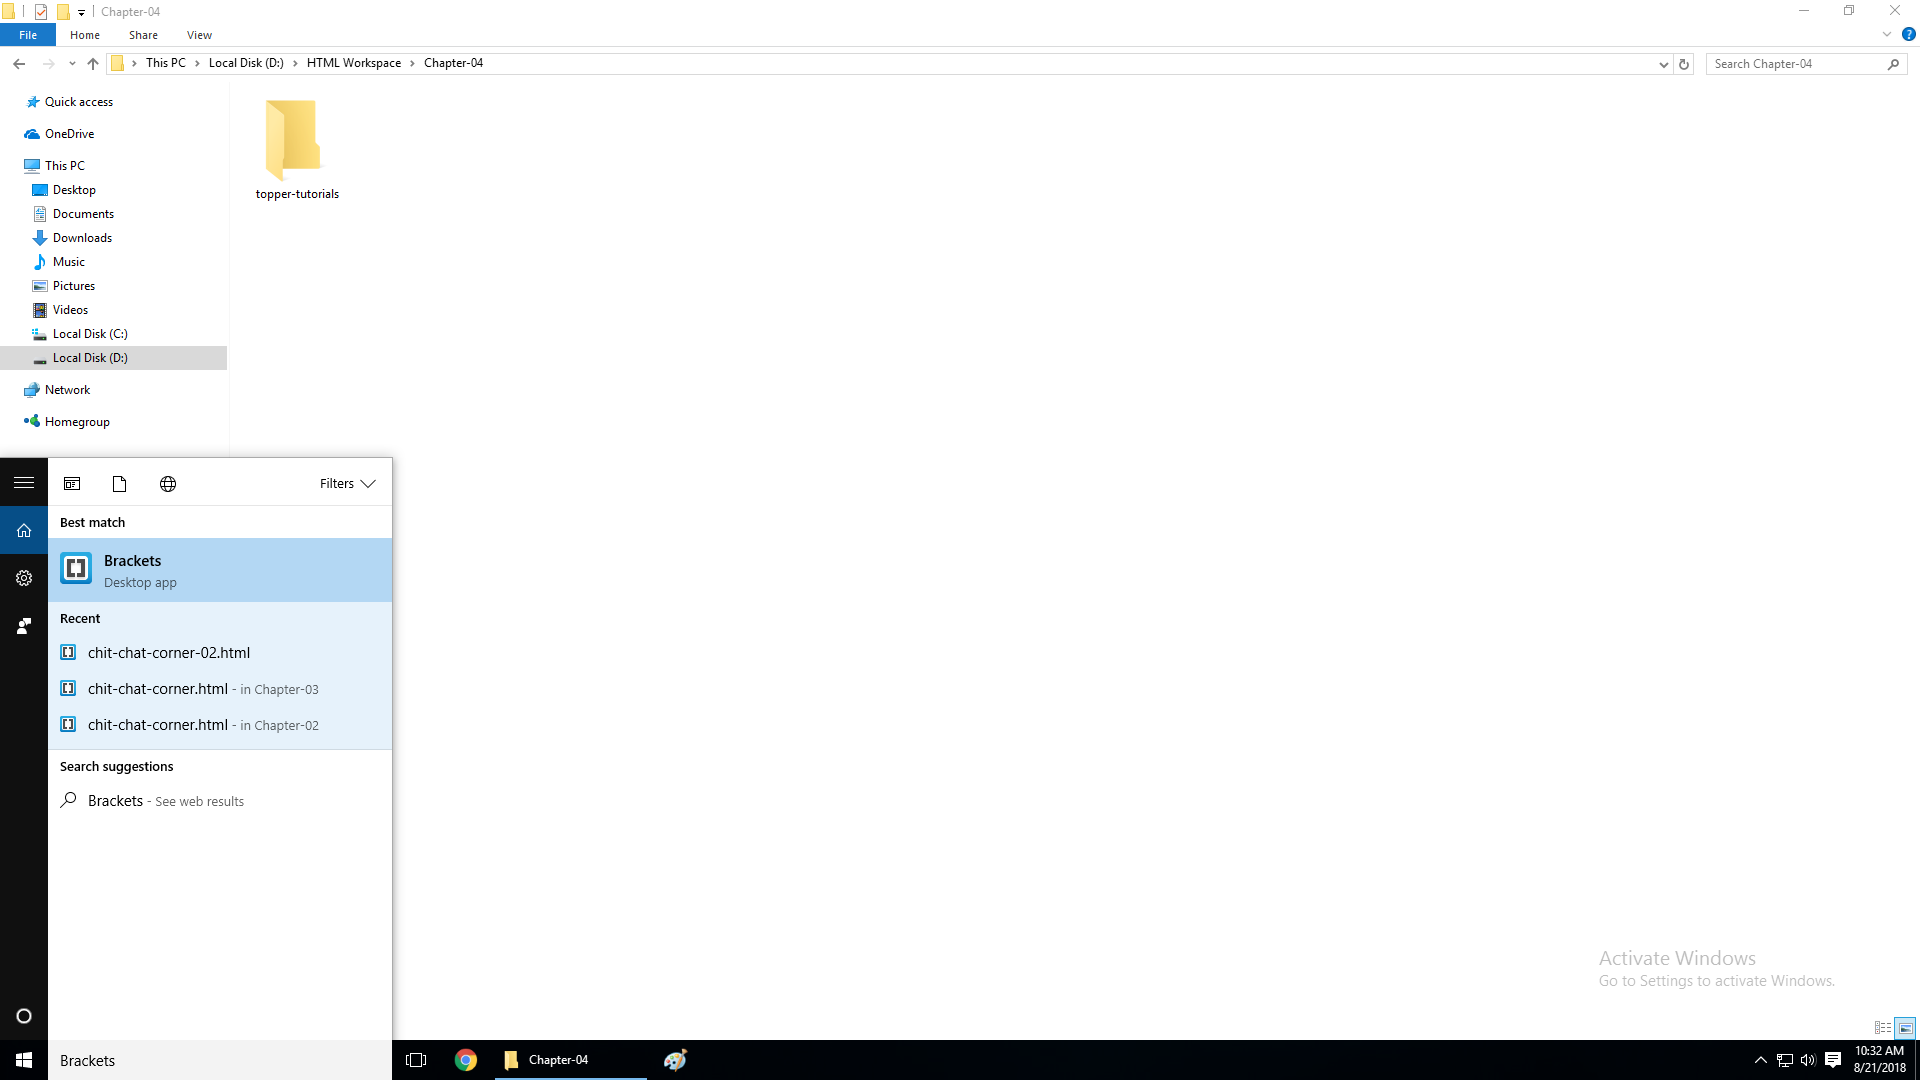 Chapter-04
File Home Share View
This PC Local Disk (D:) HTML Workspace Chapter-04
Search Chapter-04
Quick access
OneDrive
This PC
Desktop
Documents
Downloads
Music
Pictures
Videos
Local Disk (C:)
Local Disk (D:)
Network
Homegroup
topper-tutorials
Filters
Best match
Brackets
Desktop app
Recent
chit-chat-corner-02.html
chit-chat-corner.html - in Chapter-03
chit-chat-corner.html - in Chapter-02
Search suggestions
Brackets - See web results
Activate Windows
Go to Settings to activate Windows.
Brackets
Chapter-04
10:32 AM
8/21/2018